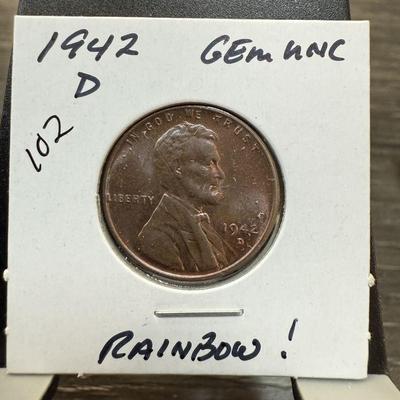 1942 GEM UNC
D
102
IN GOD WE TRUST
LIBERTY
1942
D
RAINBOW!